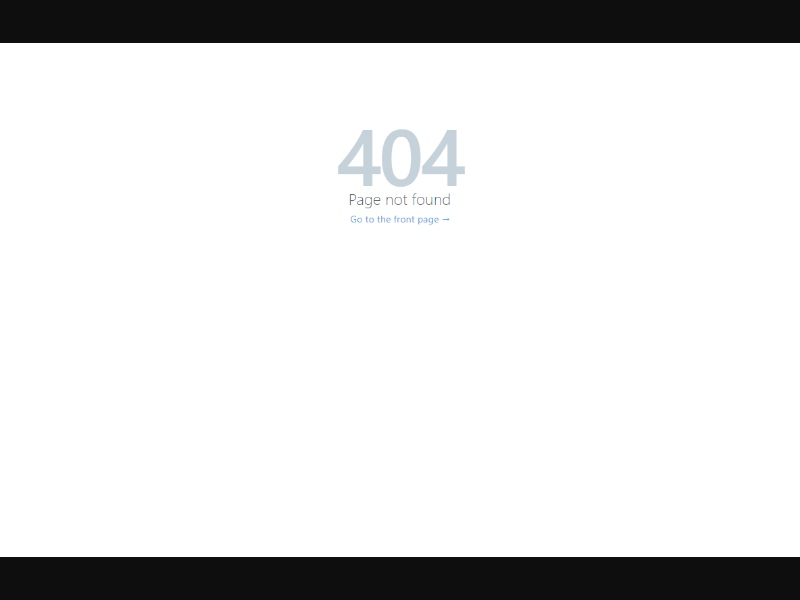 404
Page not found
Go to the front page →